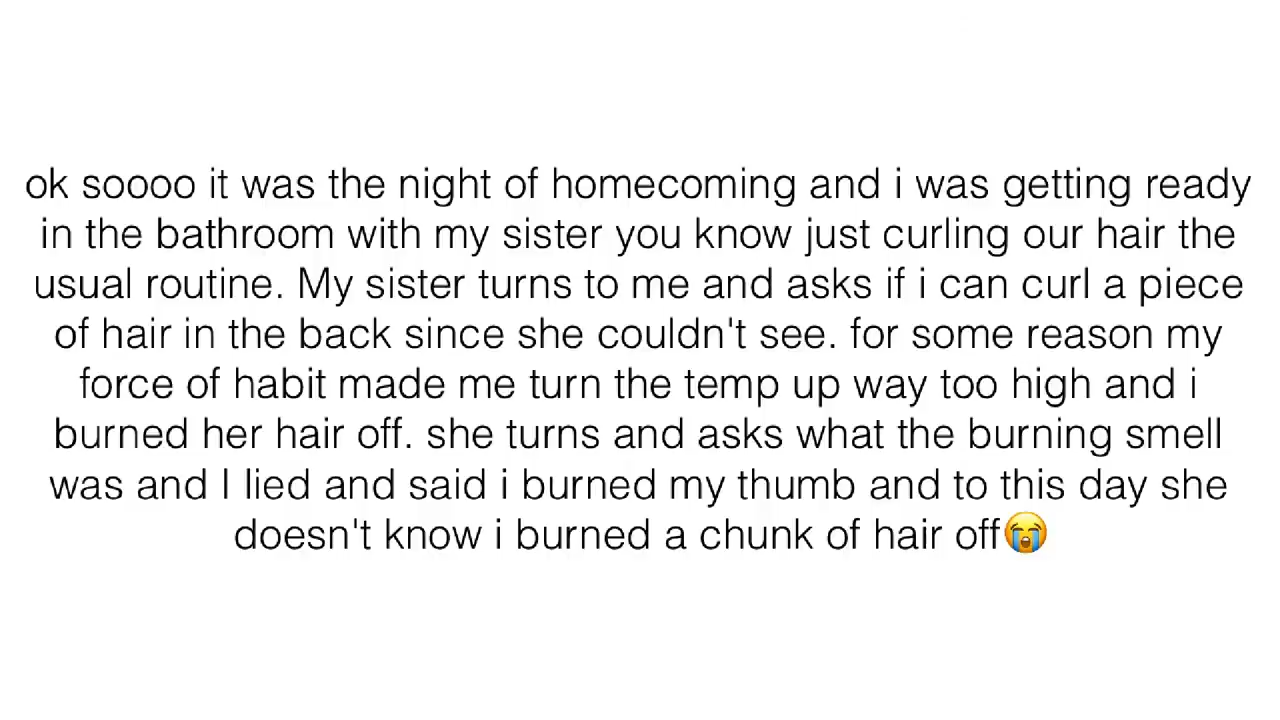 ok soooo it was the night of homecoming and i was getting ready
in the bathroom with my sister you know just curling our hair the
usual routine. My sister turns to me and asks if i can curl a piece
of hair in the back since she couldn't see. for some reason my
force of habit made me turn the temp up way too high and i
burned her hair off. she turns and asks what the burning smell
was and I lied and said i burned my thumb and to this day she
doesn't know i burned a chunk of hair off😭